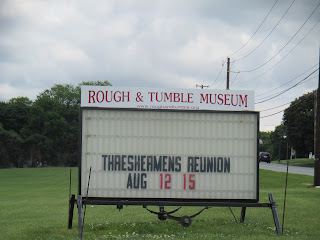 ROUGH & TUMBLE MUSEUM
THRESHERMENS REUNION
AUG 12 15